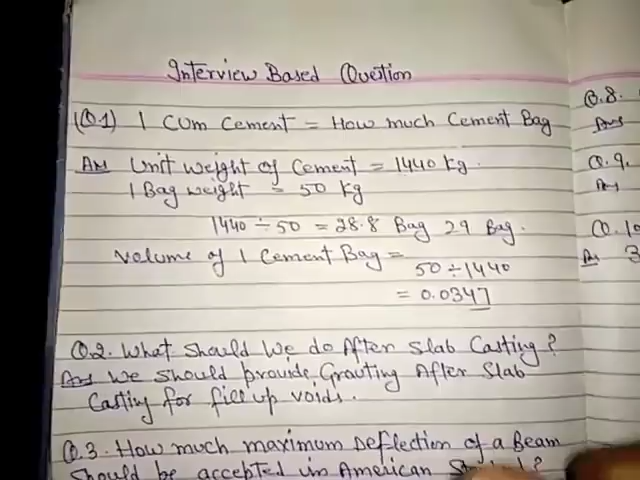 Interview Based Question
(Q.1) 1 cum cement = How much Cement Bag
Ans Unit weight of Cement = 1440 kg.
1 Bag weight = 50 kg
1440 ÷ 50 = 28.8 Bag 29 Bag.
Volume of 1 Cement Bag =
50 ÷ 1440
= 0.0347
Q.2. What should we do After slab Casting?
Ans We should provide Grouting After Slab
Casting for fill up voids.
Q.3. How much maximum Deflection of a Beam
should be accepted in American
Q.8.
Ans
Q.9.
Q.10
Ans 3